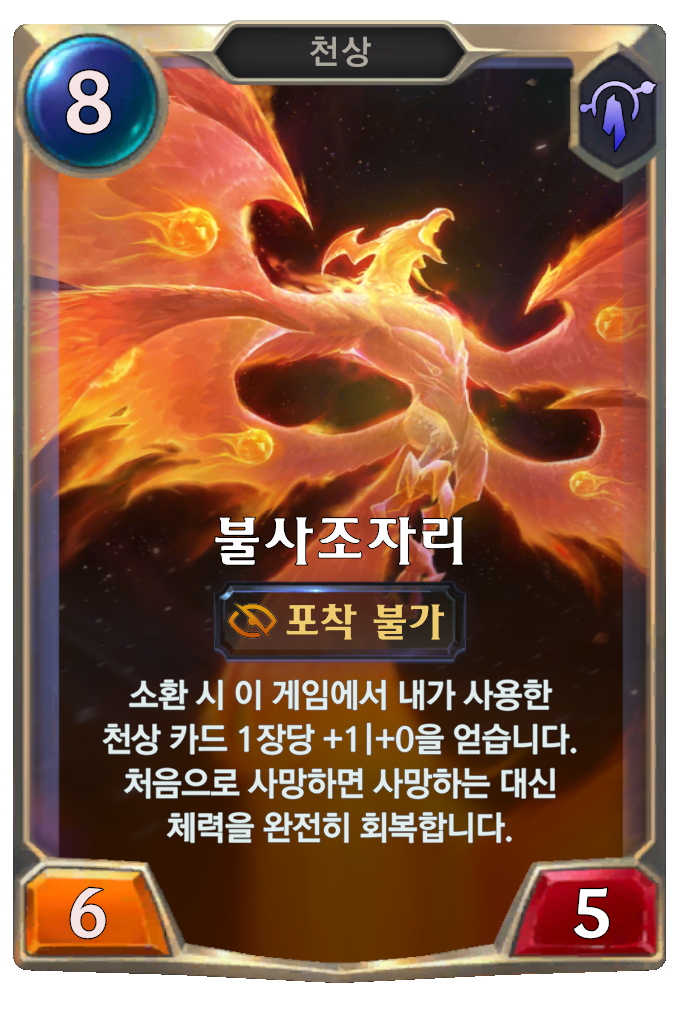 천상
8
불사조자리
포착 불가
소환 시 이 게임에서 내가 사용한
천상 카드 1장당 +1|+0을 얻습니다.
처음으로 사망하면 사망하는 대신
체력을 완전히 회복합니다.
6
5